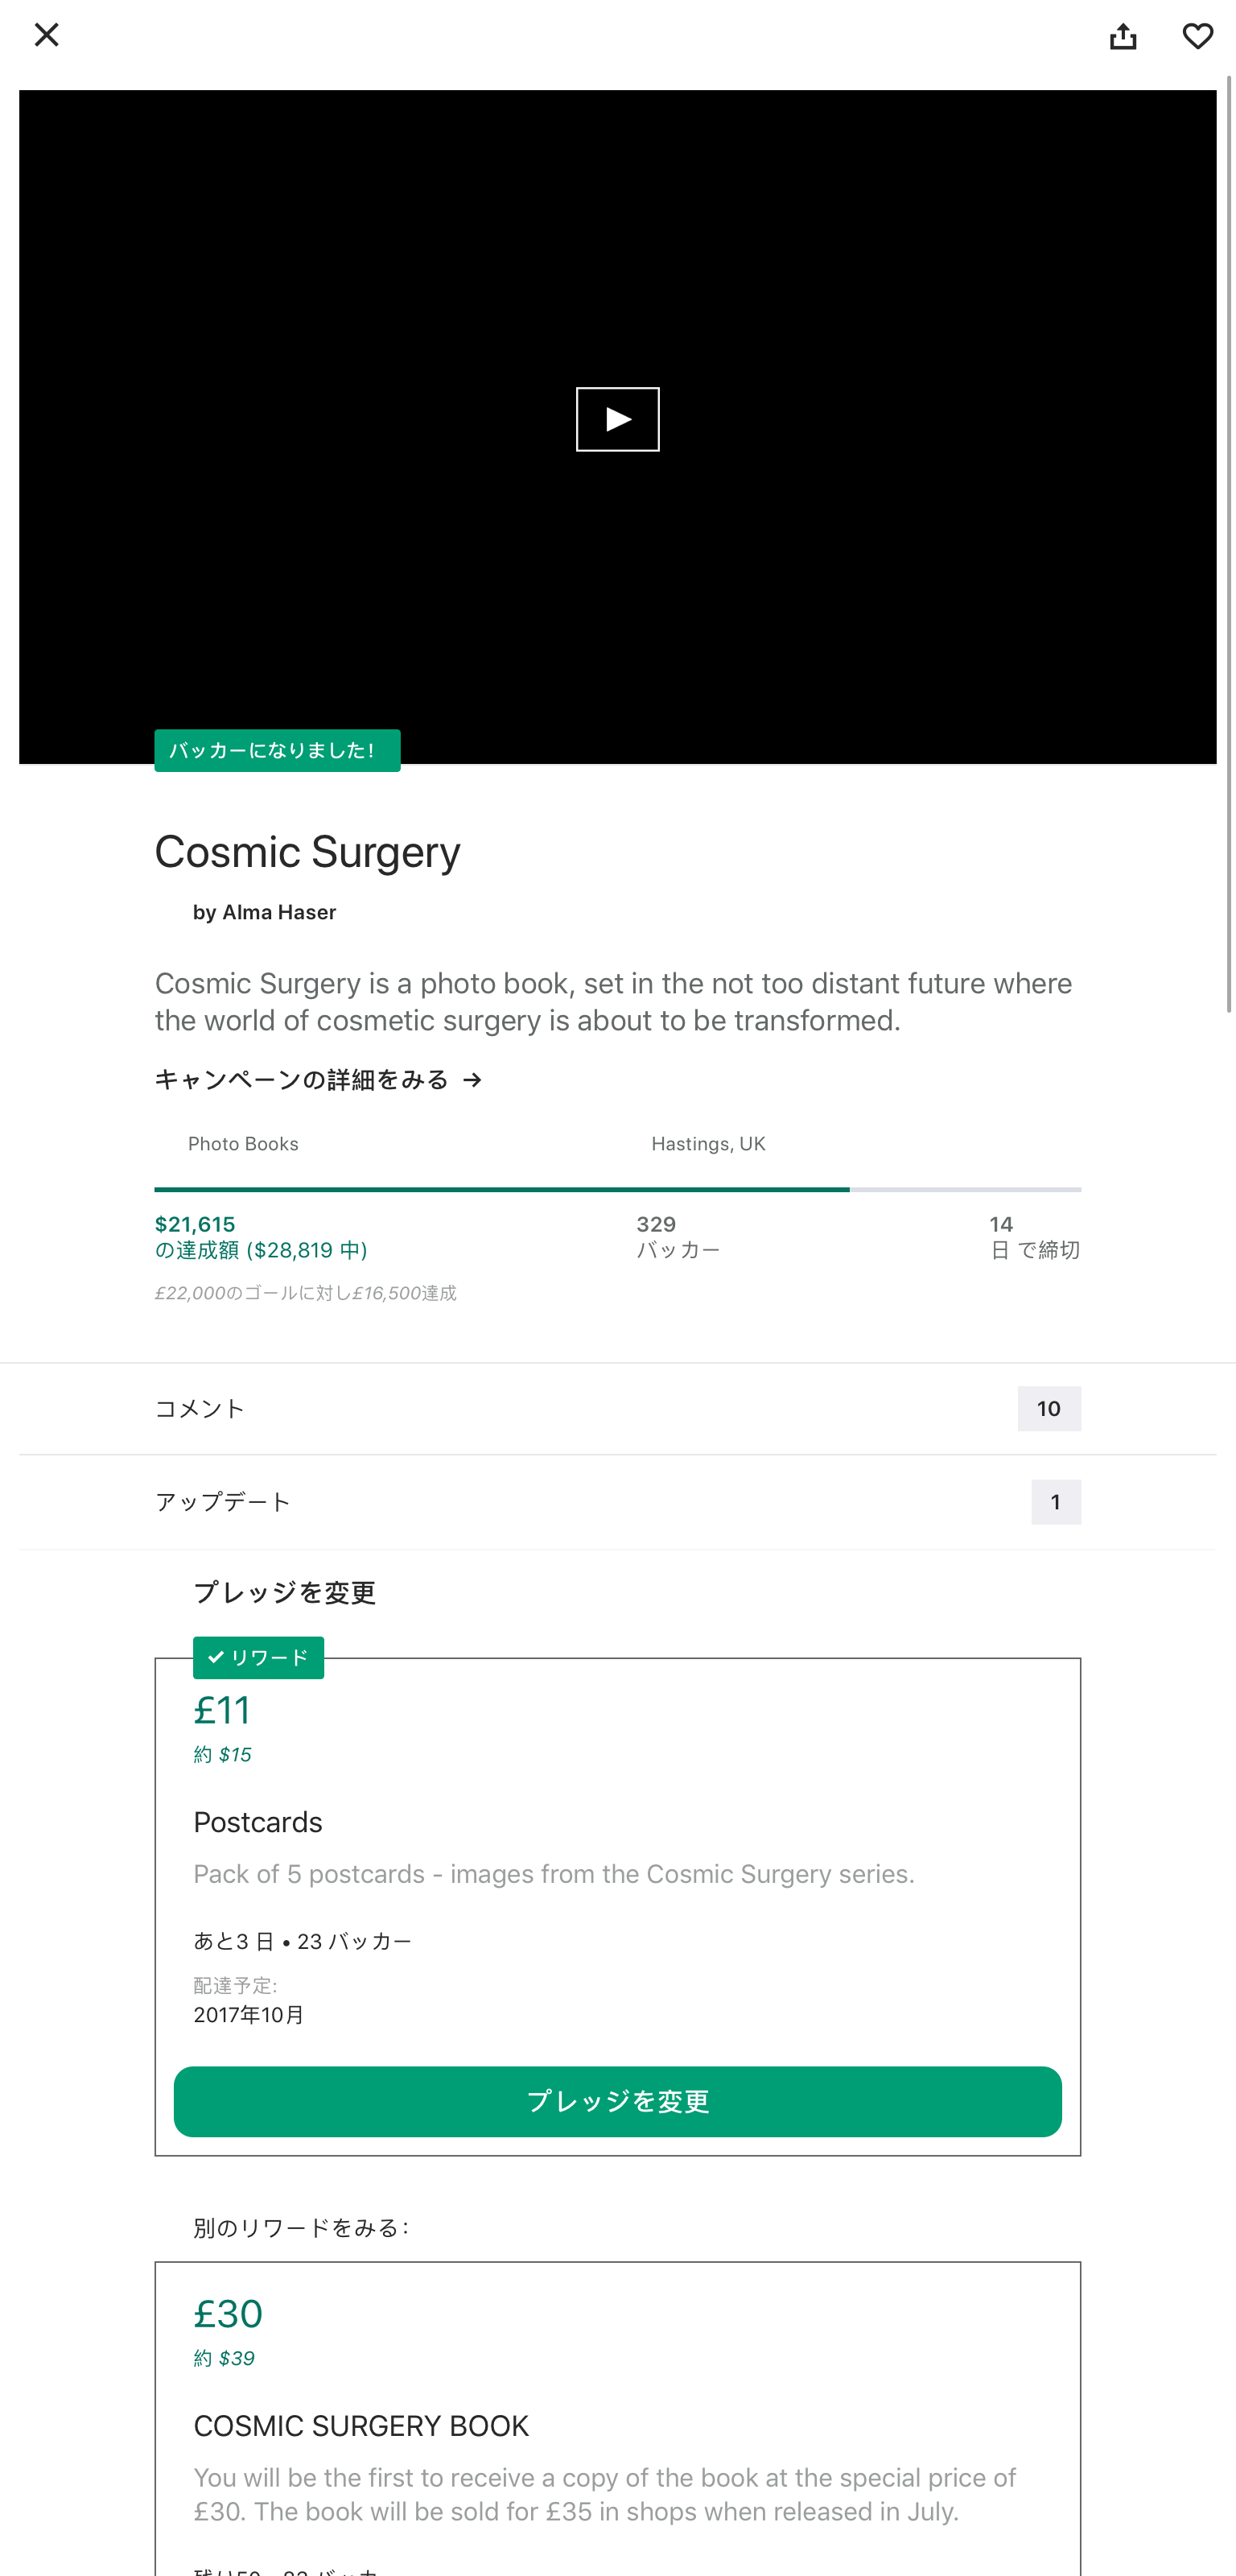 バッカーになりました!
Cosmic Surgery
by Alma Haser
Cosmic Surgery is a photo book, set in the not too distant future where
the world of cosmetic surgery is about to be transformed.
キャンペーンの詳細をみる →
Photo Books
Hastings, UK
$21,615
の達成額 ($28,819 中)
329
バッカー
14
日 で締切
£22,000のゴールに対し£16,500達成
コメント
10
アップデート
1
プレッジを変更
✓ リワード
£11
約 $15
Postcards
Pack of 5 postcards - images from the Cosmic Surgery series.
あと3 日 • 23 バッカー
配達予定:
2017年10月
プレッジを変更
別のリワードをみる:
£30
約 $39
COSMIC SURGERY BOOK
You will be the first to receive a copy of the book at the special price of
£30. The book will be sold for £35 in shops when released in July.